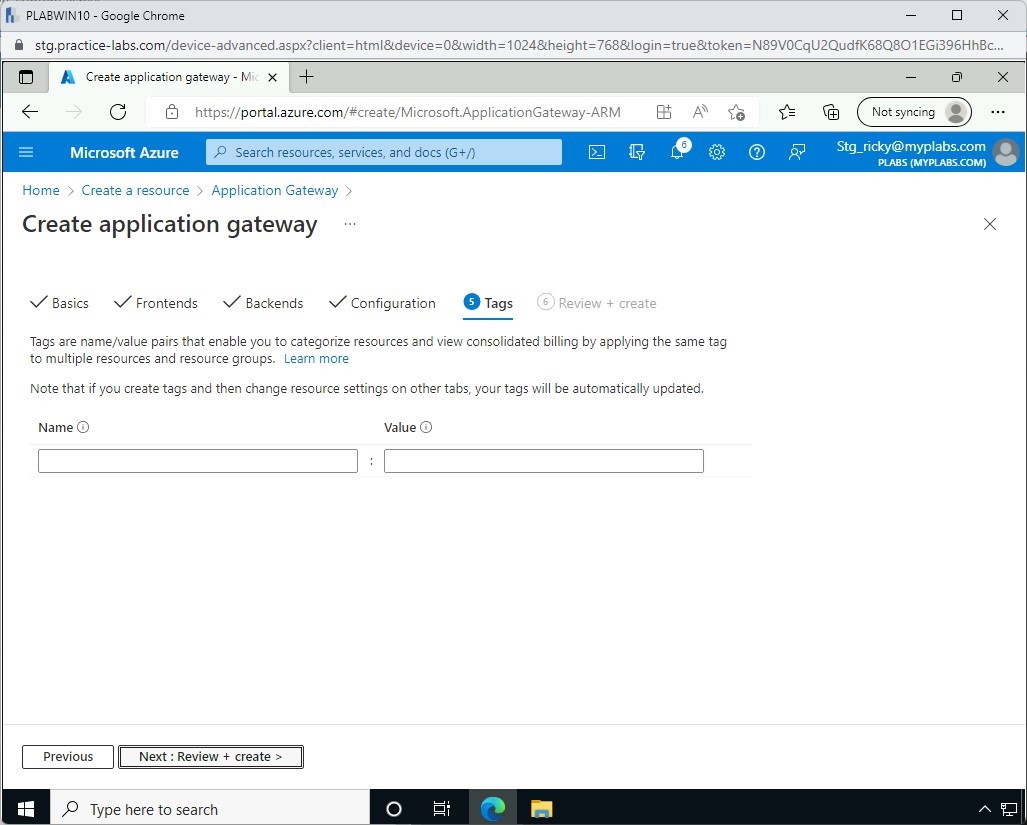 PLABWIN10 - Google Chrome
stg.practice-labs.com/device-advanced.aspx?client=html&device=0&width=1024&height=768&login=true&token=N89V0CqU2QudfK68Q8O1EGi396HhBc...
Create application gateway - Mic
https://portal.azure.com/#create/Microsoft.ApplicationGateway-ARM
Not syncing
Microsoft Azure
Search resources, services, and docs (G+/)
6
Stg_ricky@myplabs.com
PLABS (MYPLABS.COM)
Home > Create a resource > Application Gateway >
Create application gateway ...
Basics Frontends Backends Configuration 5 Tags 6 Review + create
Tags are name/value pairs that enable you to categorize resources and view consolidated billing by applying the same tag
to multiple resources and resource groups. Learn more
Note that if you create tags and then change resource settings on other tabs, your tags will be automatically updated.
Name Value
:
Previous Next : Review + create >
Type here to search